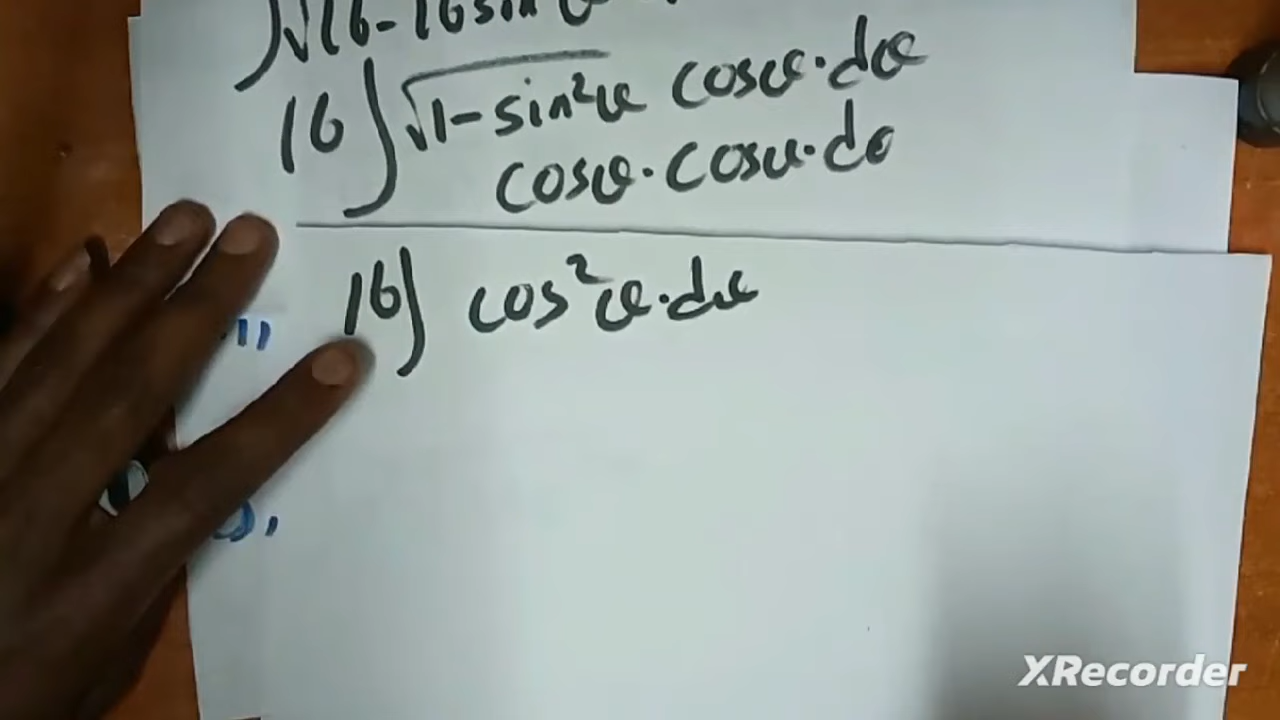 ∫√16-16sin
16∫√1-sin²θ cosθ·dθ
cosθ·cosθ·dθ
16∫ cos²θ·dθ
XRecorder